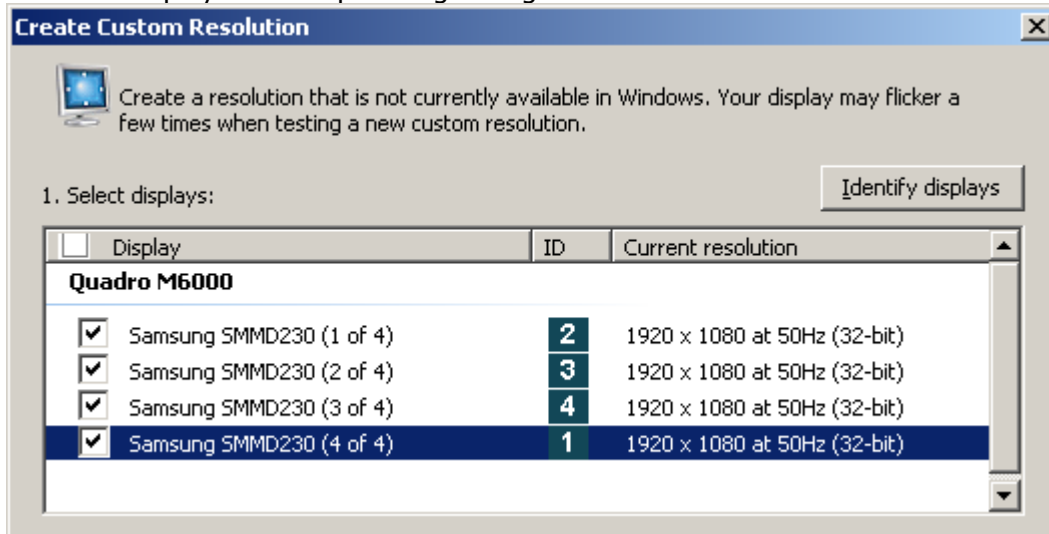 Create Custom Resolution
Create a resolution that is not currently available in Windows. Your display may flicker a
few times when testing a new custom resolution.
Identify displays
1. Select displays:
Display ID Current resolution
Quadro M6000
Samsung SMMD230 (1 of 4) 2 1920 x 1080 at 50Hz (32-bit)
Samsung SMMD230 (2 of 4) 3 1920 x 1080 at 50Hz (32-bit)
Samsung SMMD230 (3 of 4) 4 1920 x 1080 at 50Hz (32-bit)
Samsung SMMD230 (4 of 4) 1 1920 x 1080 at 50Hz (32-bit)